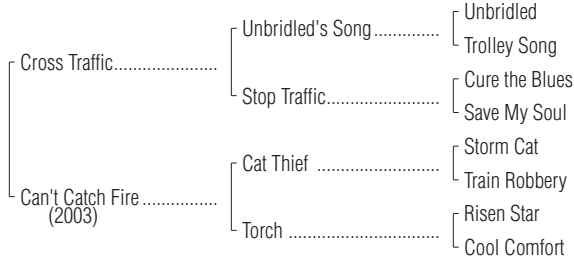 Unbridled
Unbridled's Song..............
Trolley Song
Cross Traffic......................
Cure the Blues
Stop Traffic........................
Save My Soul
Storm Cat
Cat Thief ..........................
Train Robbery
Can't Catch Fire ................
(2003)
Risen Star
Torch ................................
Cool Comfort